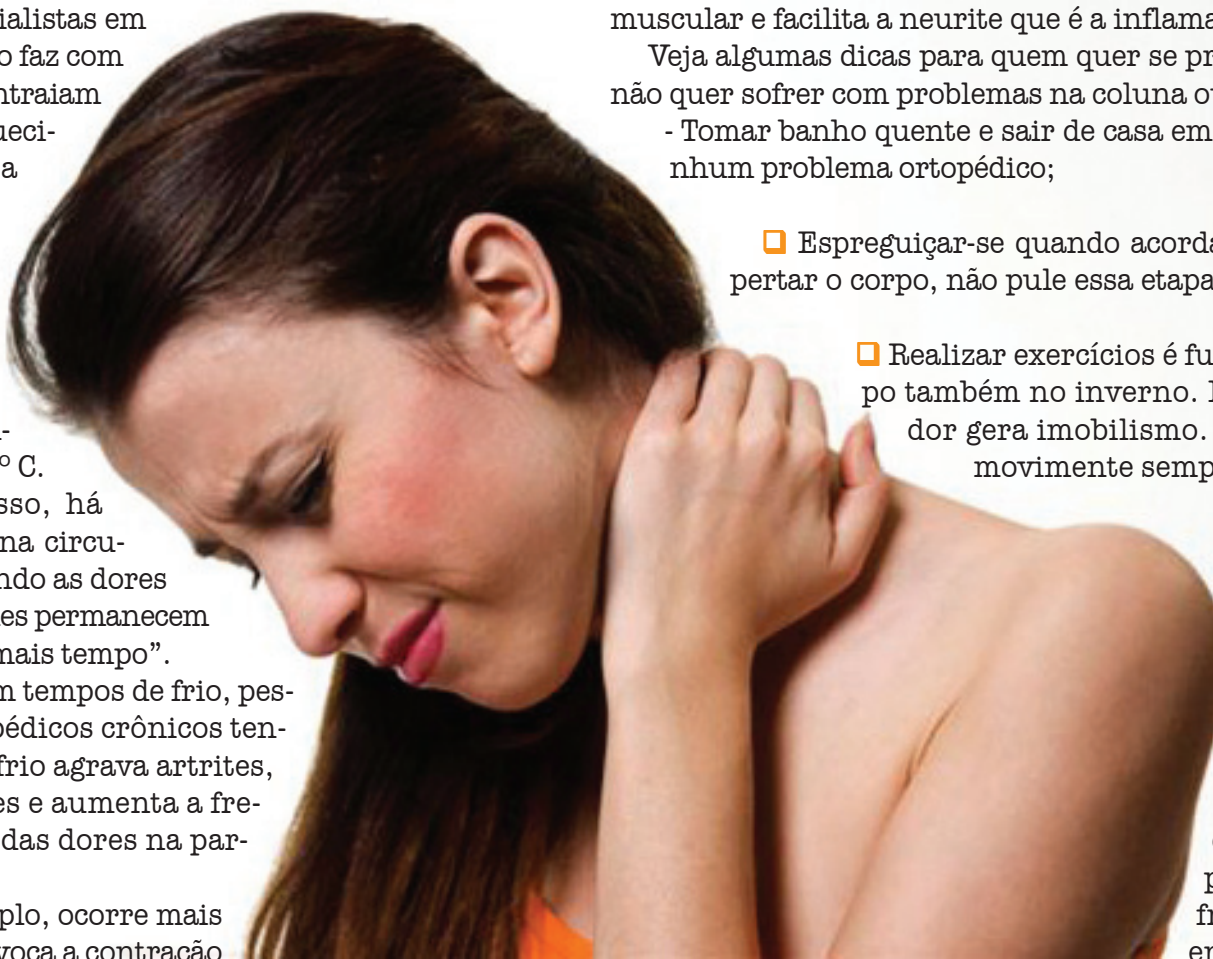 ialistas em
o faz com
ntraiam
ueci-
a
-
º C.
sso, há
na circu-
ndo as dores
es permanecem
mais tempo”.
m tempos de frio, pes-
pédicos crônicos ten-
frio agrava artrites,
es e aumenta a fre-
das dores na par-
plo, ocorre mais
voca a contração
muscular e facilita a neurite que é a inflama
Veja algumas dicas para quem quer se pr
não quer sofrer com problemas na coluna o
- Tomar banho quente e sair de casa em
nhum problema ortopédico;
❑ Espreguiçar-se quando acorda
pertar o corpo, não pule essa etapa
❑ Realizar exercícios é fu
po também no inverno.
dor gera imobilismo.
movimente semp
p
fr
en